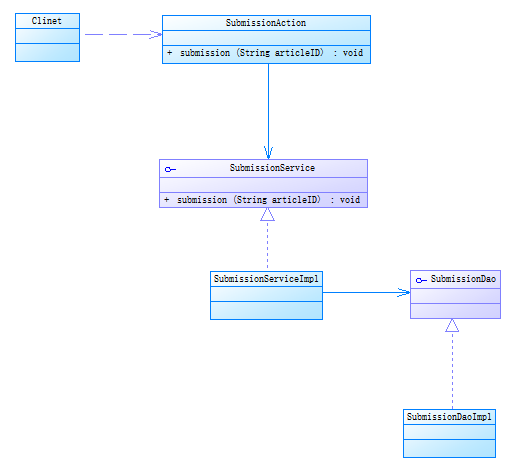 Clinet
SubmissionAction
+ submission (String articleID) : void
SubmissionService
+ submission (String articleID) : void
SubmissionServiceImpl
SubmissionDao
SubmissionDaoImpl